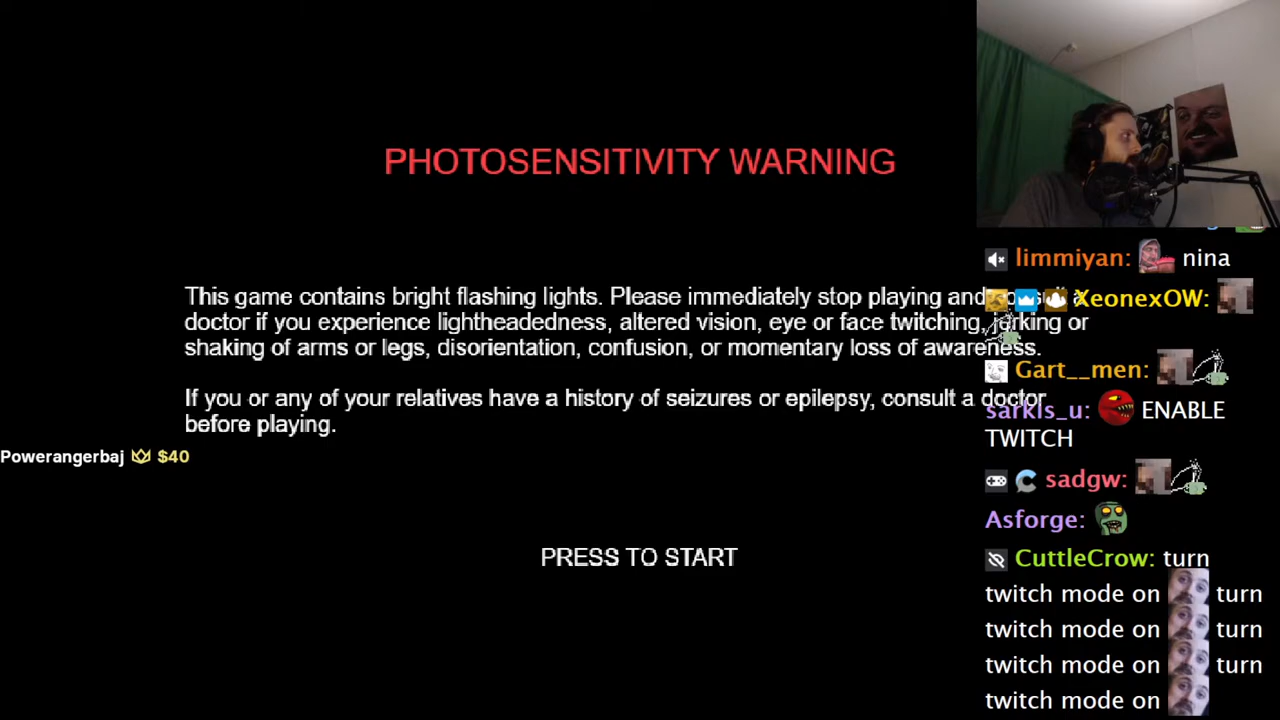 PHOTOSENSITIVITY WARNING
This game contains bright flashing lights. Please immediately stop playing and
doctor if you experience lightheadedness, altered vision, eye or face twitching, jerking or
shaking of arms or legs, disorientation, confusion, or momentary loss of awareness.
If you or any of your relatives have a history of seizures or epilepsy, consult a doctor
before playing.
Powerangerbaj $40
PRESS TO START
limmiyan: nina
XeonexOW:
Gart__men:
sarkls_u: ENABLE
TWITCH
sadgw:
Asforge:
CuttleCrow: turn
twitch mode on turn
twitch mode on turn
twitch mode on turn
twitch mode on